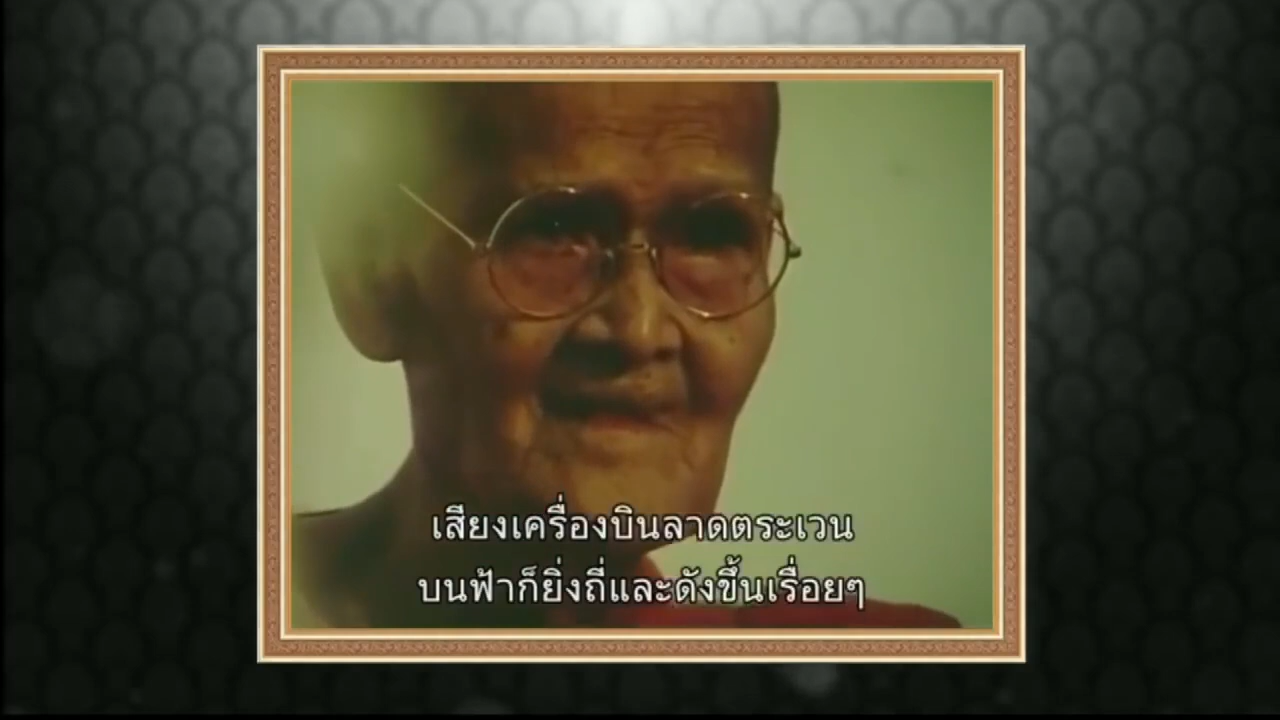 เสียงเครื่องบินลาดตระเวน
บนฟ้าก็ยิ่งถี่และดังขึ้นเรื่อยๆ